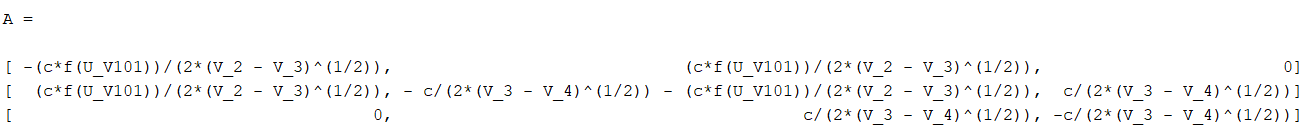 A =
[ -(c*f(U_V101))/(2*(V_2 - V_3)^(1/2)), (c*f(U_V101))/(2*(V_2 - V_3)^(1/2)), 0]
[ (c*f(U_V101))/(2*(V_2 - V_3)^(1/2)), - c/(2*(V_3 - V_4)^(1/2)) - (c*f(U_V101))/(2*(V_2 - V_3)^(1/2)), c/(2*(V_3 - V_4)^(1/2))]
[ 0, c/(2*(V_3 - V_4)^(1/2)), -c/(2*(V_3 - V_4)^(1/2))]